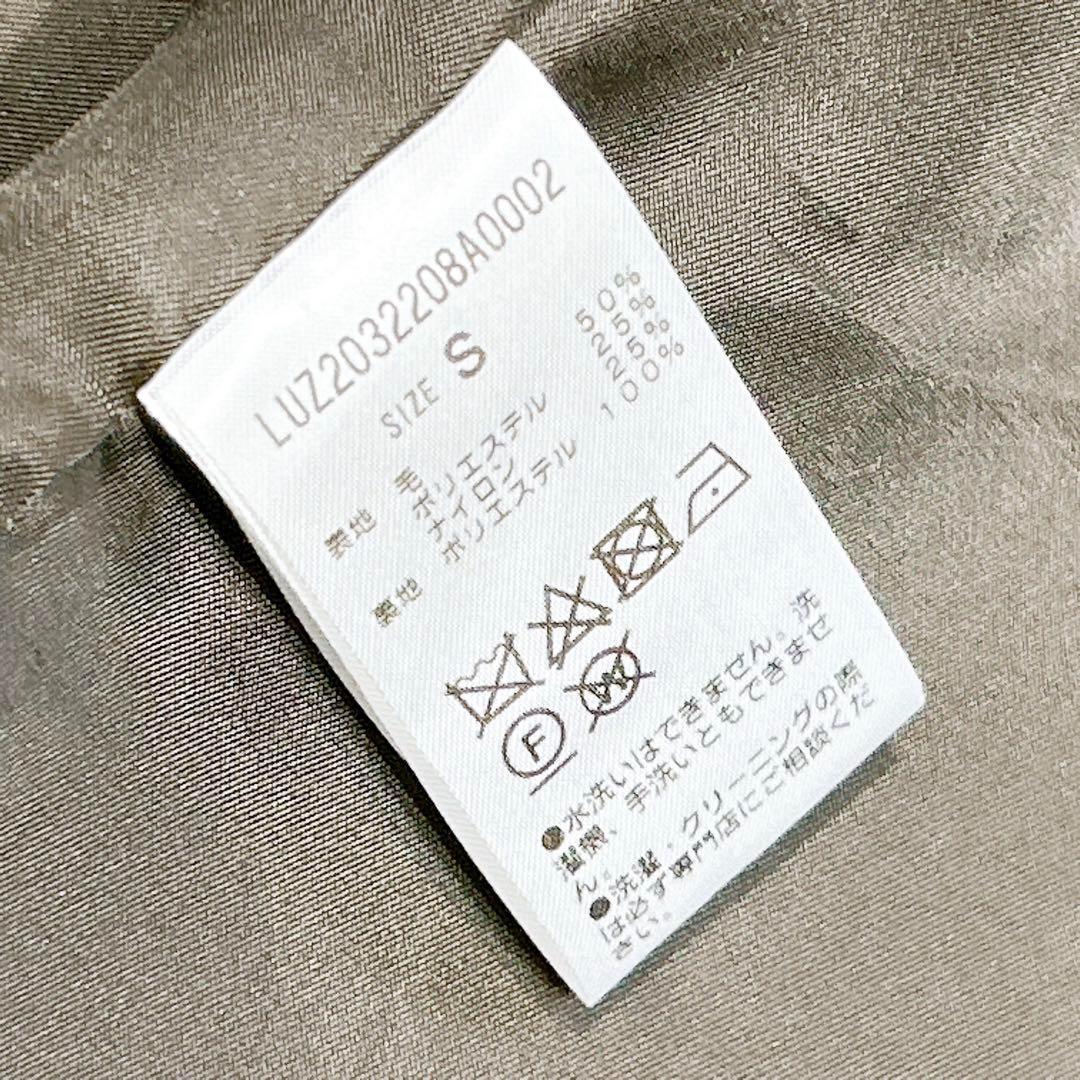 LUZ2032208A0002
SIZE S
表地 毛 50%
ポリエステル 25%
ナイロン 25%
裏地 ポリエステル 100%
F W
●水洗いはできません。洗
濯機、手洗いともできませ
ん。
●洗濯・クリーニングの際
は必ず専門店にご相談くだ
さい。